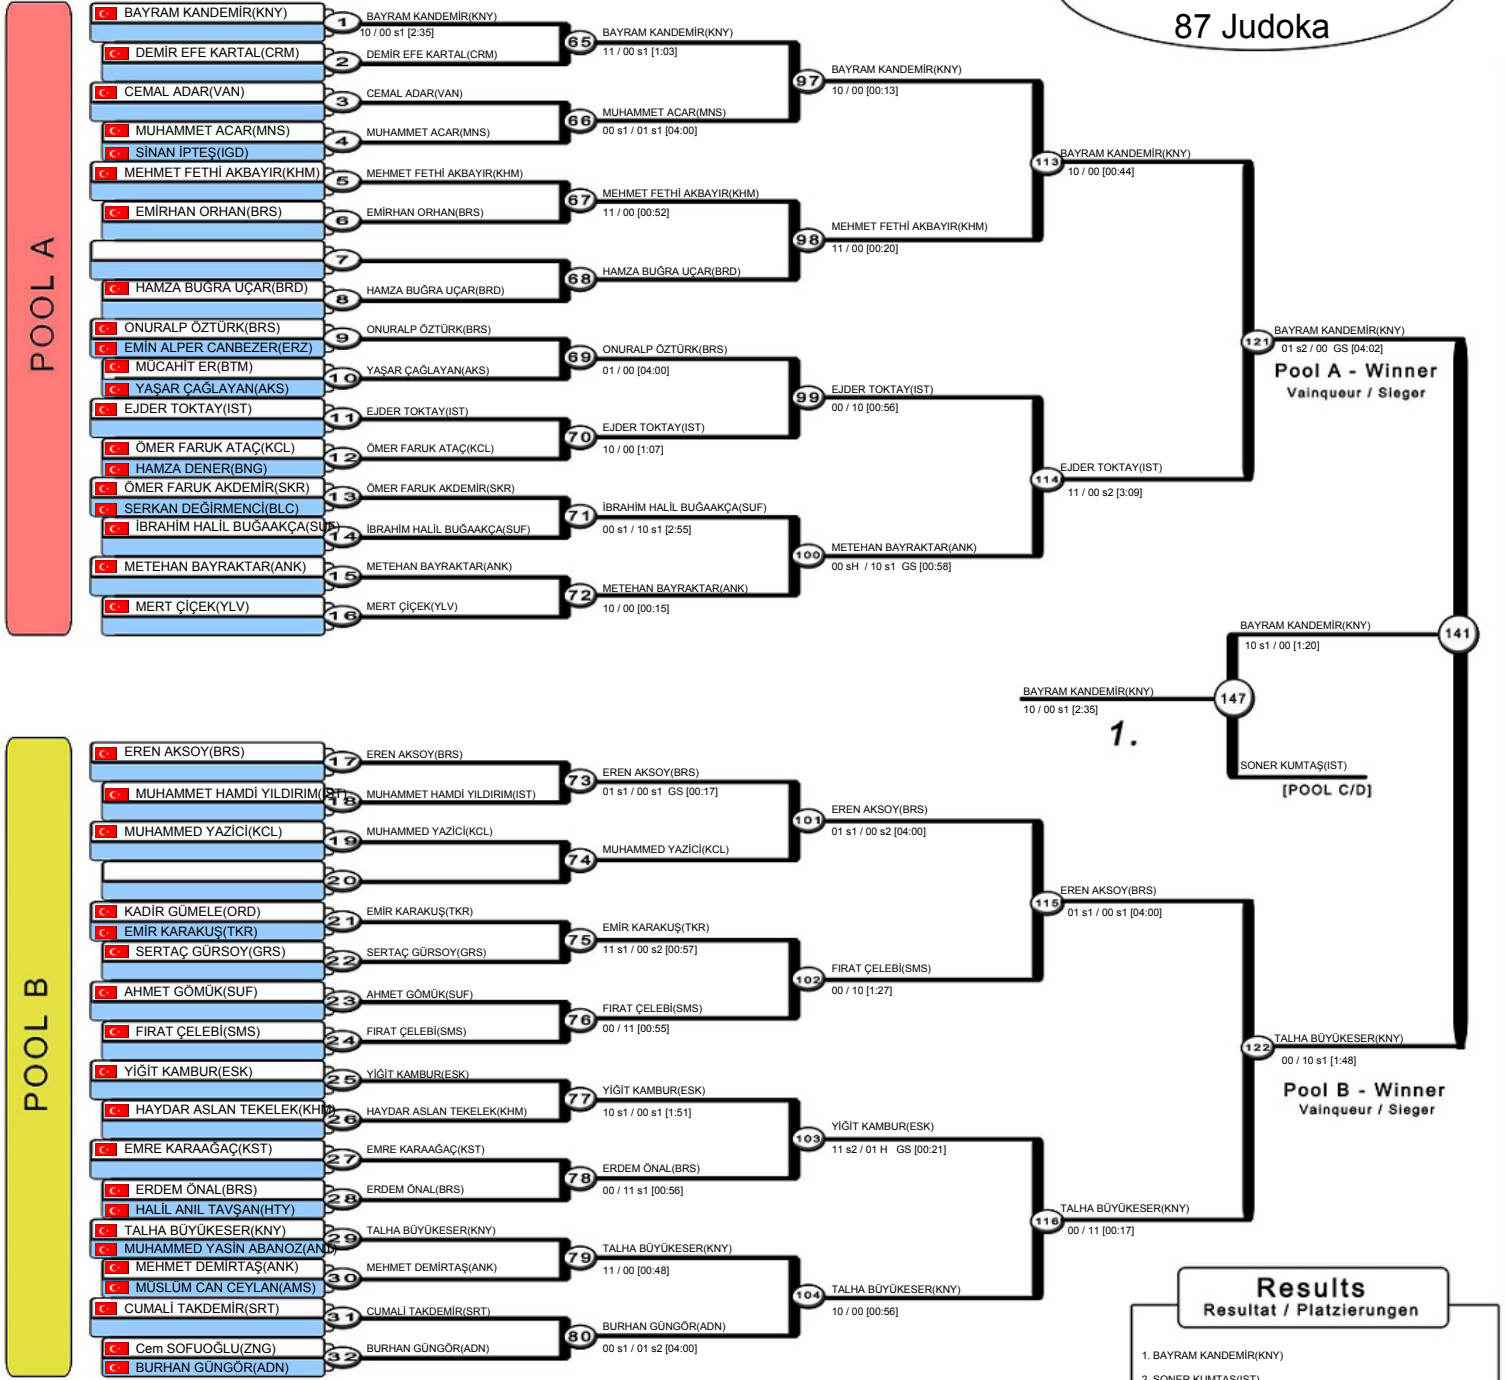 87 Judoka
POOL A
BAYRAM KANDEMİR(KNY)
DEMİR EFE KARTAL(CRM)
CEMAL ADAR(VAN)
MUHAMMET ACAR(MNS)
SİNAN İPTEŞ(IGD)
MEHMET FETHİ AKBAYIR(KHM)
EMİRHAN ORHAN(BRS)
HAMZA BUĞRA UÇAR(BRD)
ONURALP ÖZTÜRK(BRS)
EMİN ALPER CANBEZER(ERZ)
MÜCAHİT ER(BTM)
YAŞAR ÇAĞLAYAN(AKS)
EJDER TOKTAY(IST)
ÖMER FARUK ATAÇ(KCL)
HAMZA DENER(BNG)
ÖMER FARUK AKDEMİR(SKR)
SERKAN DEĞİRMENCİ(BLC)
İBRAHİM HALİL BUĞAAKÇA(SUF)
METEHAN BAYRAKTAR(ANK)
MERT ÇİÇEK(YLV)
1 BAYRAM KANDEMİR(KNY)
10 / 00 s1 [2:35]
2 DEMİR EFE KARTAL(CRM)
3 CEMAL ADAR(VAN)
4 MUHAMMET ACAR(MNS)
5 MEHMET FETHİ AKBAYIR(KHM)
6 EMİRHAN ORHAN(BRS)
7
8 HAMZA BUĞRA UÇAR(BRD)
9 ONURALP ÖZTÜRK(BRS)
10 YAŞAR ÇAĞLAYAN(AKS)
11 EJDER TOKTAY(IST)
12 ÖMER FARUK ATAÇ(KCL)
13 ÖMER FARUK AKDEMİR(SKR)
14 İBRAHİM HALİL BUĞAAKÇA(SUF)
15 METEHAN BAYRAKTAR(ANK)
16 MERT ÇİÇEK(YLV)
65 BAYRAM KANDEMİR(KNY)
11 / 00 s1 [1:03]
66 MUHAMMET ACAR(MNS)
00 s1 / 01 s1 [04:00]
67 MEHMET FETHİ AKBAYIR(KHM)
11 / 00 [00:52]
68 HAMZA BUĞRA UÇAR(BRD)
69 ONURALP ÖZTÜRK(BRS)
01 / 00 [04:00]
70 EJDER TOKTAY(IST)
10 / 00 [1:07]
71 İBRAHİM HALİL BUĞAAKÇA(SUF)
00 s1 / 10 s1 [2:55]
72 METEHAN BAYRAKTAR(ANK)
10 / 00 [00:15]
97 BAYRAM KANDEMİR(KNY)
10 / 00 [00:13]
98 MEHMET FETHİ AKBAYIR(KHM)
11 / 00 [00:20]
99 EJDER TOKTAY(IST)
00 / 10 [00:56]
100 METEHAN BAYRAKTAR(ANK)
00 sH / 10 s1 GS [00:58]
113 BAYRAM KANDEMİR(KNY)
10 / 00 [00:44]
114 EJDER TOKTAY(IST)
11 / 00 s2 [3:09]
121 BAYRAM KANDEMİR(KNY)
01 s2 / 00 GS [04:02]
Pool A - Winner
Vainqueur / Sieger
BAYRAM KANDEMİR(KNY)
10 s1 / 00 [1:20]
141
BAYRAM KANDEMİR(KNY)
10 / 00 s1 [2:35]
147
1.
SONER KUMTAŞ(IST)
[POOL C/D]
POOL B
EREN AKSOY(BRS)
MUHAMMET HAMDİ YILDIRIM(IST)
MUHAMMED YAZİCİ(KCL)
KADİR GÜMELE(ORD)
EMİR KARAKUŞ(TKR)
SERTAÇ GÜRSOY(GRS)
AHMET GÖMÜK(SUF)
FIRAT ÇELEBİ(SMS)
YİĞİT KAMBUR(ESK)
HAYDAR ASLAN TEKELEK(KHM)
EMRE KARAAĞAÇ(KST)
ERDEM ÖNAL(BRS)
HALİL ANIL TAVŞAN(HTY)
TALHA BÜYÜKESER(KNY)
MUHAMMED YASİN ABANOZ(ANT)
MEHMET DEMİRTAŞ(ANK)
MÜSLÜM CAN CEYLAN(AMS)
CUMALİ TAKDEMİR(SRT)
Cem SOFUOĞLU(ZNG)
BURHAN GÜNGÖR(ADN)
17 EREN AKSOY(BRS)
18 MUHAMMET HAMDİ YILDIRIM(IST)
19 MUHAMMED YAZİCİ(KCL)
20
21 EMİR KARAKUŞ(TKR)
22 SERTAÇ GÜRSOY(GRS)
23 AHMET GÖMÜK(SUF)
24 FIRAT ÇELEBİ(SMS)
25 YİĞİT KAMBUR(ESK)
26 HAYDAR ASLAN TEKELEK(KHM)
27 EMRE KARAAĞAÇ(KST)
28 ERDEM ÖNAL(BRS)
29 TALHA BÜYÜKESER(KNY)
30 MEHMET DEMİRTAŞ(ANK)
31 CUMALİ TAKDEMİR(SRT)
32 BURHAN GÜNGÖR(ADN)
73 EREN AKSOY(BRS)
01 s1 / 00 s1 GS [00:17]
74 MUHAMMED YAZİCİ(KCL)
75 EMİR KARAKUŞ(TKR)
11 s1 / 00 s2 [00:57]
76 FIRAT ÇELEBİ(SMS)
00 / 11 [00:55]
77 YİĞİT KAMBUR(ESK)
10 s1 / 00 s1 [1:51]
78 ERDEM ÖNAL(BRS)
00 / 11 s1 [00:56]
79 TALHA BÜYÜKESER(KNY)
11 / 00 [00:48]
80 BURHAN GÜNGÖR(ADN)
00 s1 / 01 s2 [04:00]
101 EREN AKSOY(BRS)
01 s1 / 00 s2 [04:00]
102 FIRAT ÇELEBİ(SMS)
00 / 10 [1:27]
103 YİĞİT KAMBUR(ESK)
11 s2 / 01 H GS [00:21]
104 TALHA BÜYÜKESER(KNY)
10 / 00 [00:56]
115 EREN AKSOY(BRS)
01 s1 / 00 s1 [04:00]
116 TALHA BÜYÜKESER(KNY)
00 / 11 [00:17]
122 TALHA BÜYÜKESER(KNY)
00 / 10 s1 [1:48]
Pool B - Winner
Vainqueur / Sieger
Results
Resultat / Platzierungen
1. BAYRAM KANDEMİR(KNY)
2. SONER KUMTAŞ(IST)